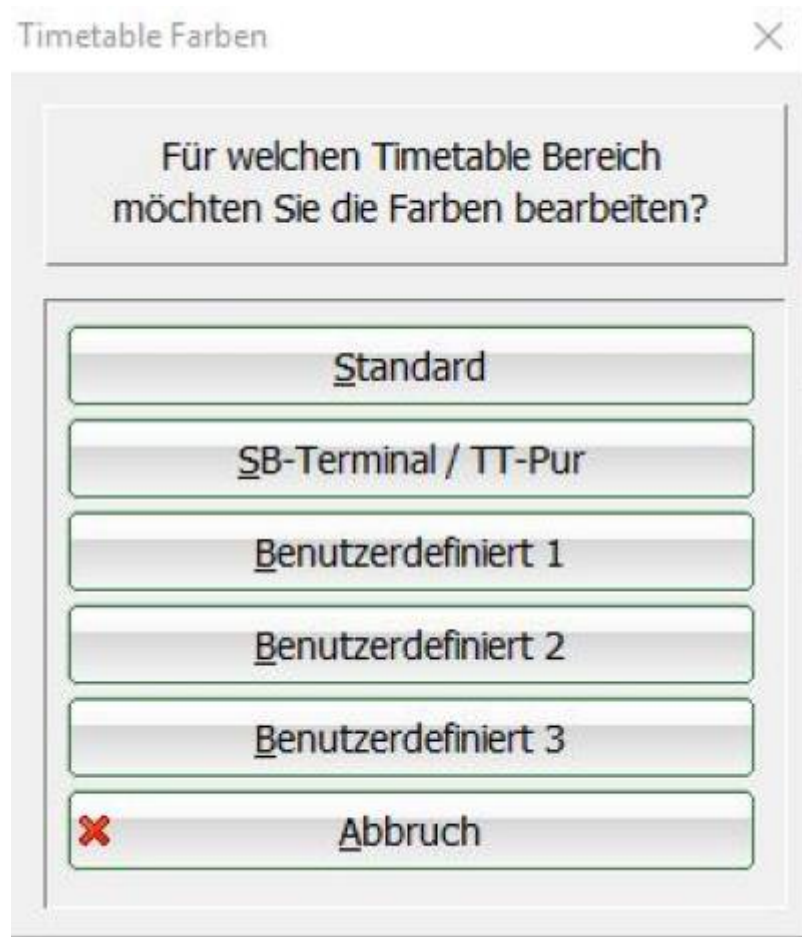 Timetable Farben
Für welchen Timetable Bereich
möchten Sie die Farben bearbeiten?
Standard
SB-Terminal / TT-Pur
Benutzerdefiniert 1
Benutzerdefiniert 2
Benutzerdefiniert 3
Abbruch